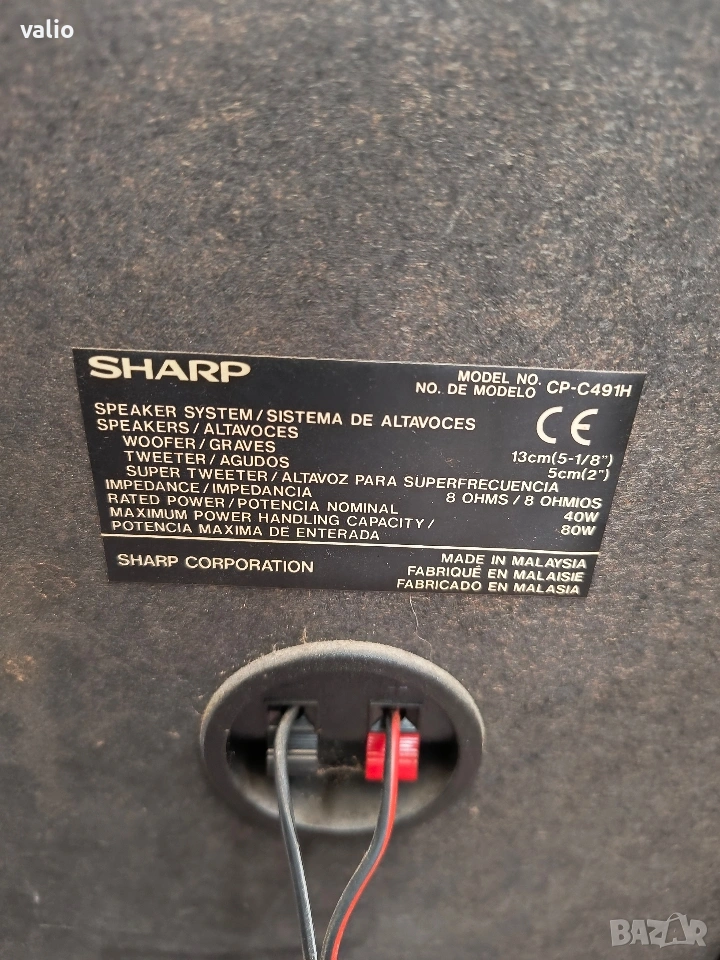 valio
SHARP
MODEL NO. CP-C491H
NO. DE MODELO
CE
SPEAKER SYSTEM/SISTEMA DE ALTAVOCES
SPEAKERS/ALTAVOCES
WOOFER/GRAVES 13cm(5-1/8")
TWEETER/AGUDOS 5cm(2")
SUPER TWEETER/ALTAVOZ PARA SUPERFRECUENCIA
IMPEDANCE/IMPEDANCIA 8 OHMS/8 OHMIOS
RATED POWER/POTENCIA NOMINAL 40W
MAXIMUM POWER HANDLING CAPACITY/ 80W
POTENCIA MAXIMA DE ENTERADA
SHARP CORPORATION
MADE IN MALAYSIA
FABRIQUÉ EN MALAISIE
FABRICADO EN MALASIA
BAZAR